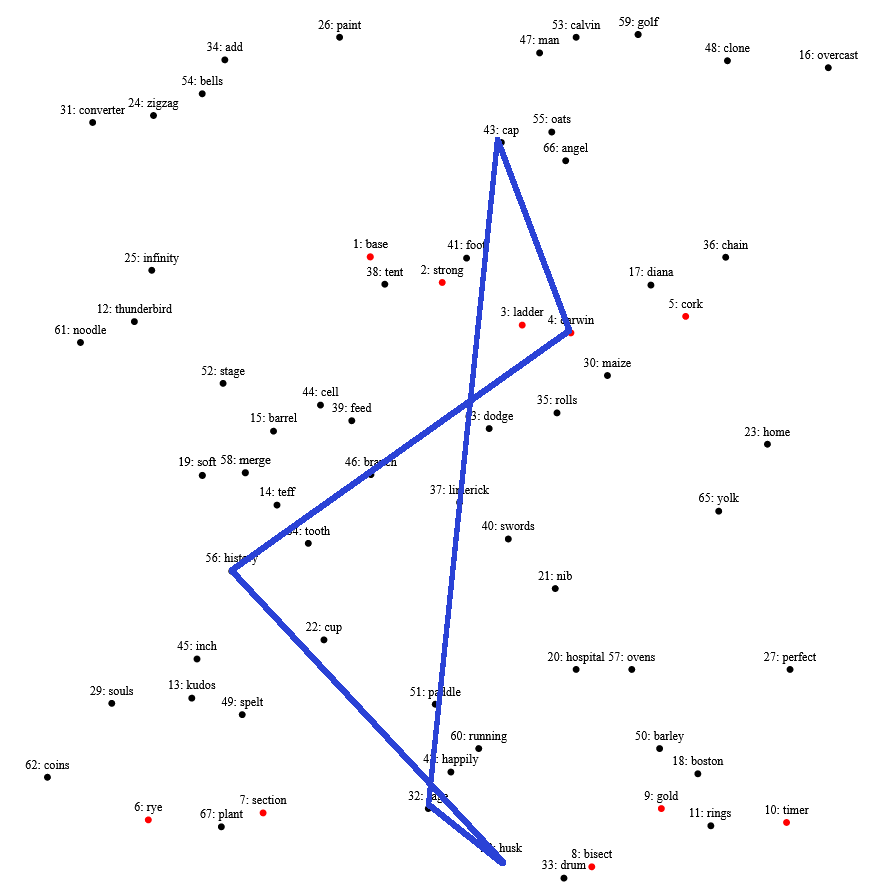 59: golf
53: calvin
26: paint
47: man
34: add
48: clone
16: overcast
54: bells
24: zigzag
31: converter
55: oats
43: cap
66: angel
1: base
41: foot
36: chain
25: infinity
38: tent
2: strong
17: diana
5: cork
12: thunderbird
3: ladder
4: darwin
61: noodle
30: maize
52: stage
44: cell
35: rolls
39: feed
15: barrel
dodge
23: home
19: soft
58: merge
46: branch
14: teff
37: limerick
65: yolk
40: swords
tooth
56: history
21: nib
22: cup
45: inch
20: hospital
57: ovens
27: perfect
13: kudos
29: souls
51: paddle
49: spelt
60: running
50: barley
42: happily
18: boston
62: coins
32:
9: gold
7: section
6: rye
67: plant
11: rings
10: timer
husk
8: bisect
33: drum